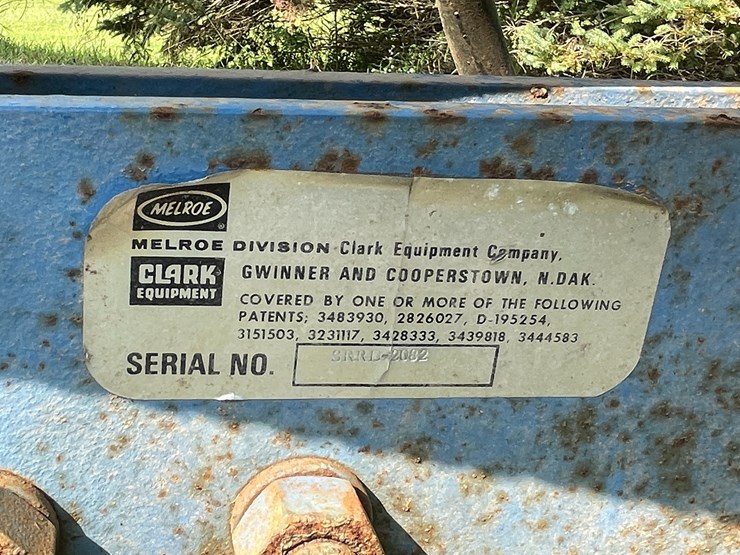 MELROE
®
MELROE DIVISION Clark Equipment Company,
CLARK
EQUIPMENT
GWINNER AND COOPERSTOWN, N.DAK.
COVERED BY ONE OR MORE OF THE FOLLOWING
PATENTS; 3483930, 2826027, D-195254,
3151503, 3231117, 3428333, 3439818, 3444583
SERIAL NO.